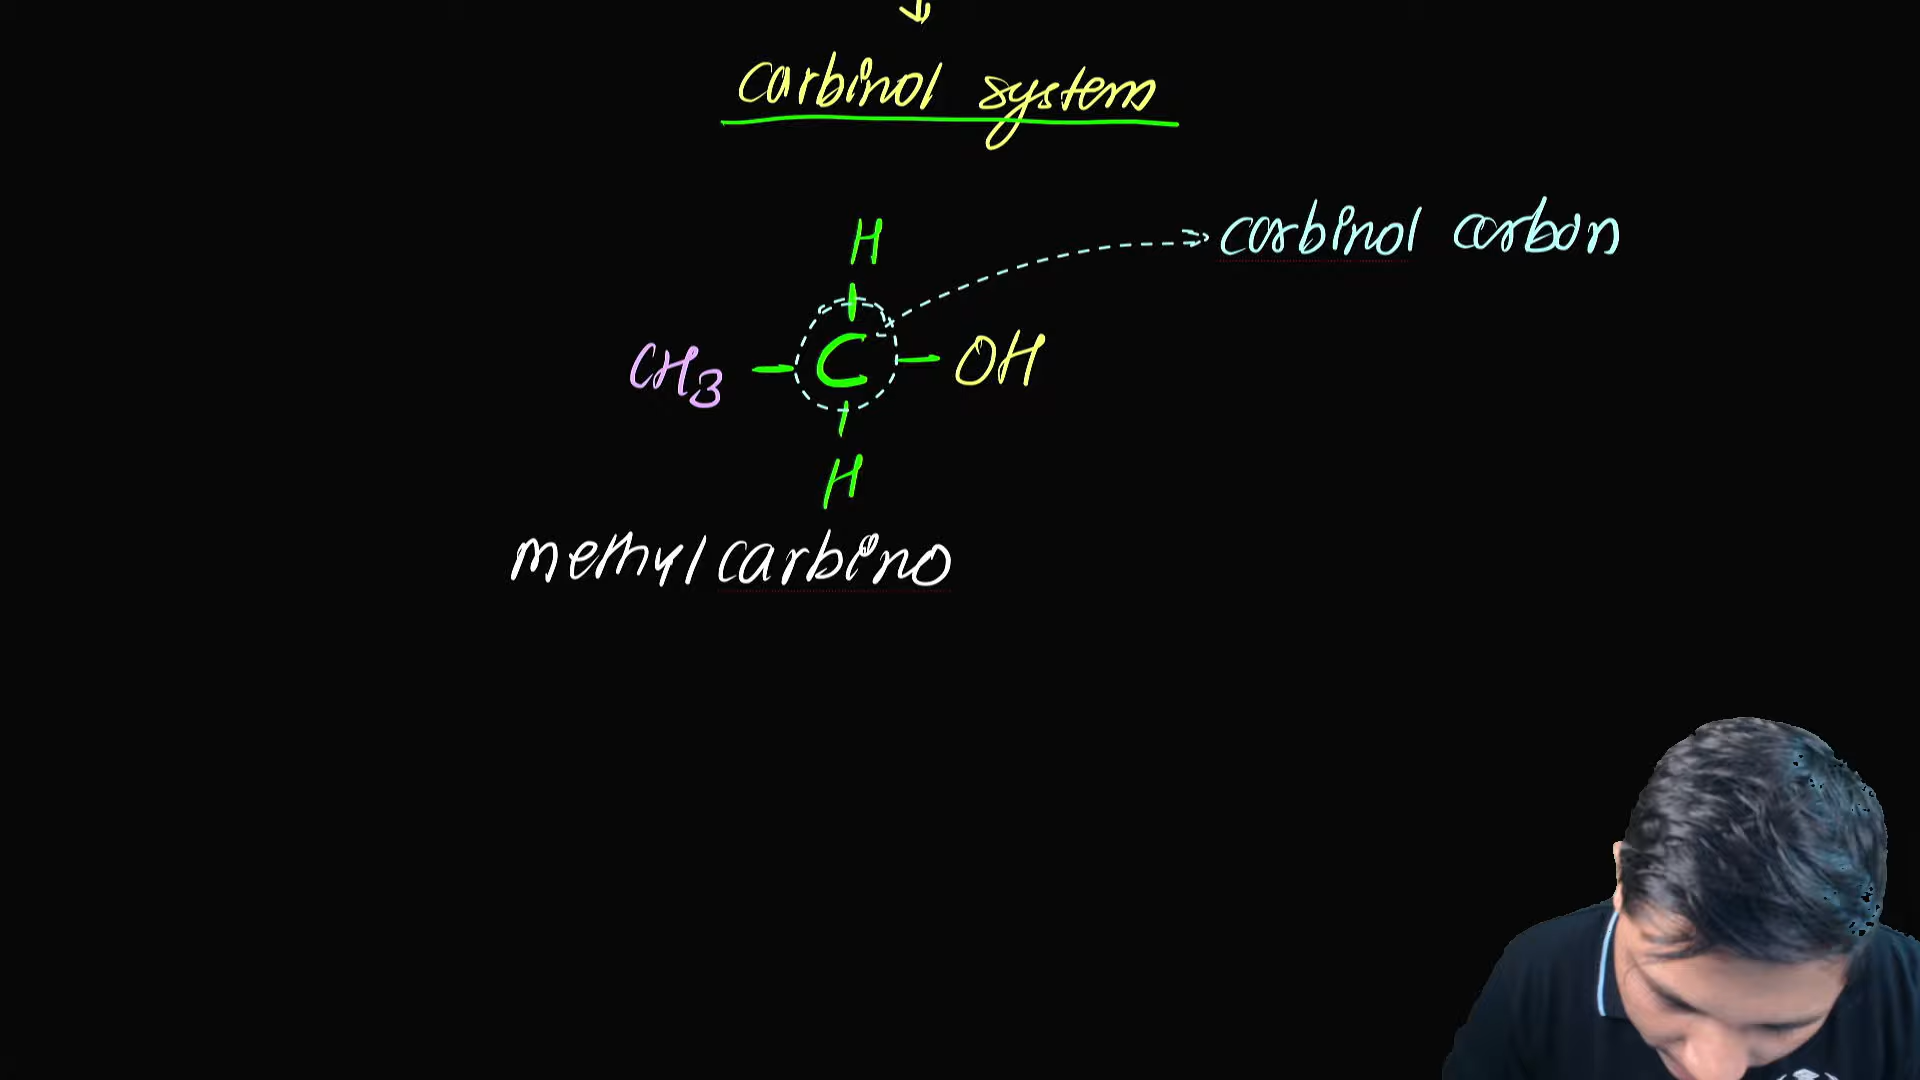 carbinol system
H
carbinol carbon
CH3 - C - OH
H
methyl carbino